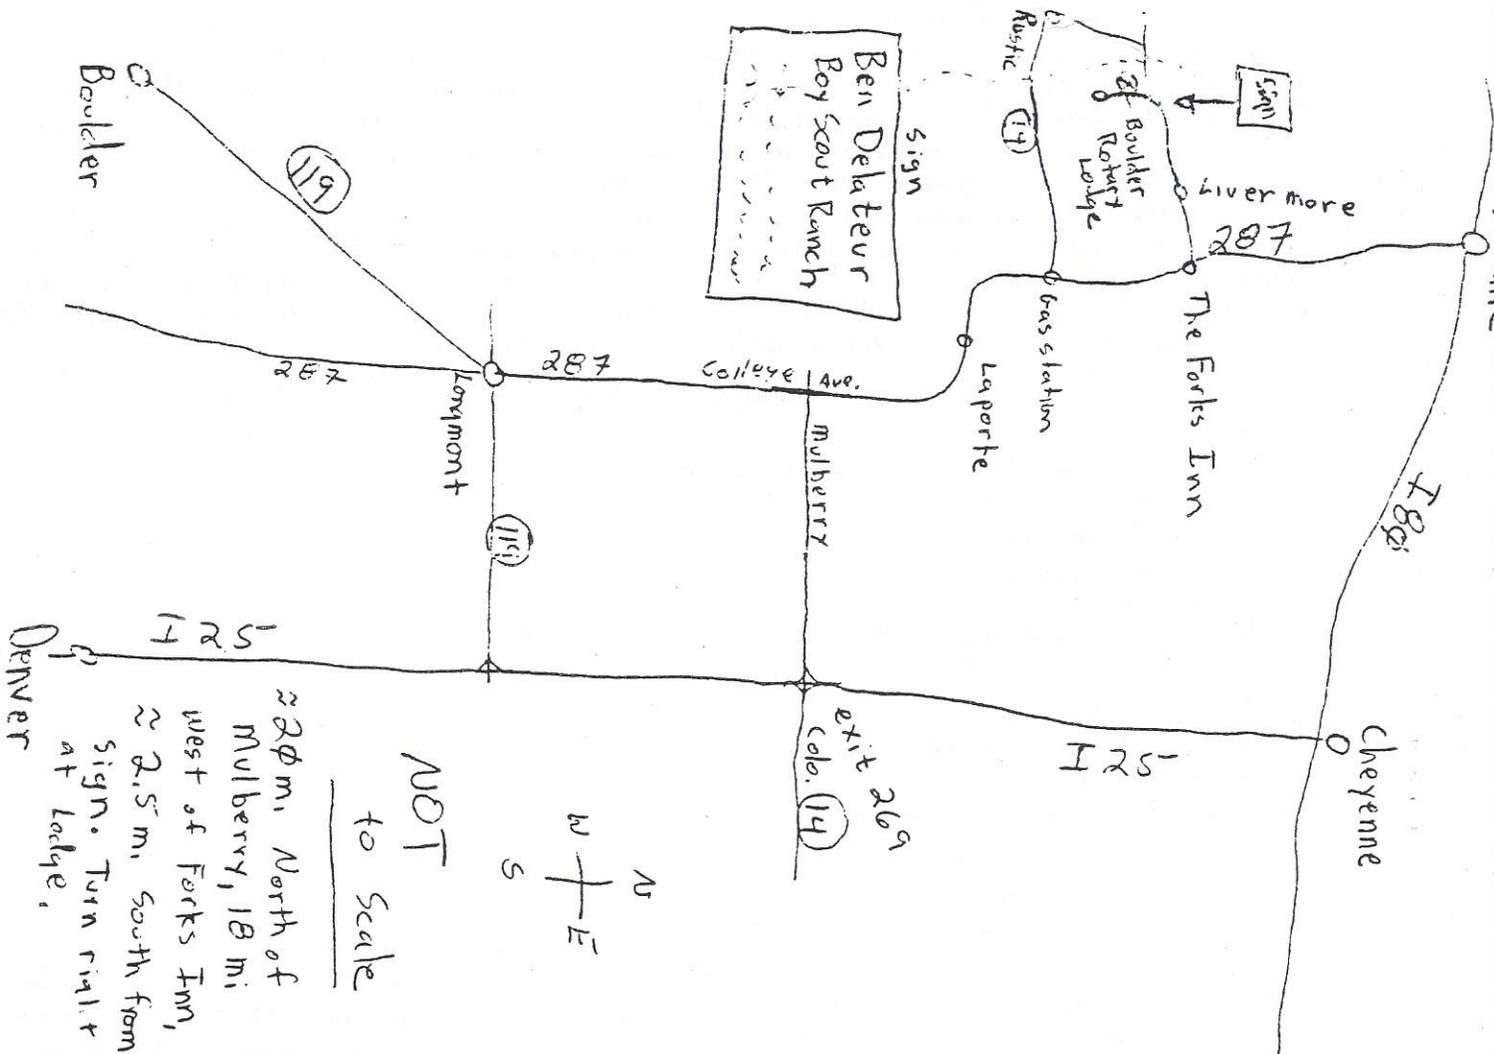 Rustic
14
Sign
Boulder
Rotary
Lodge
Livermore
287
The Forks Inn
Gas station
Laporte
I 80
Sign
Ben Delateur
Boy Scout Ranch
Boulder
119
287
Longmont
287
College Ave.
Mulberry
119
Denver
I 25
exit 269
Colo. 14
I 25
Cheyenne
N
W
E
S
NOT
to Scale
≈20 mi North of
Mulberry, 18 mi
west of Forks Inn,
≈ 2.5 mi South from
sign. Turn right
at Lodge.